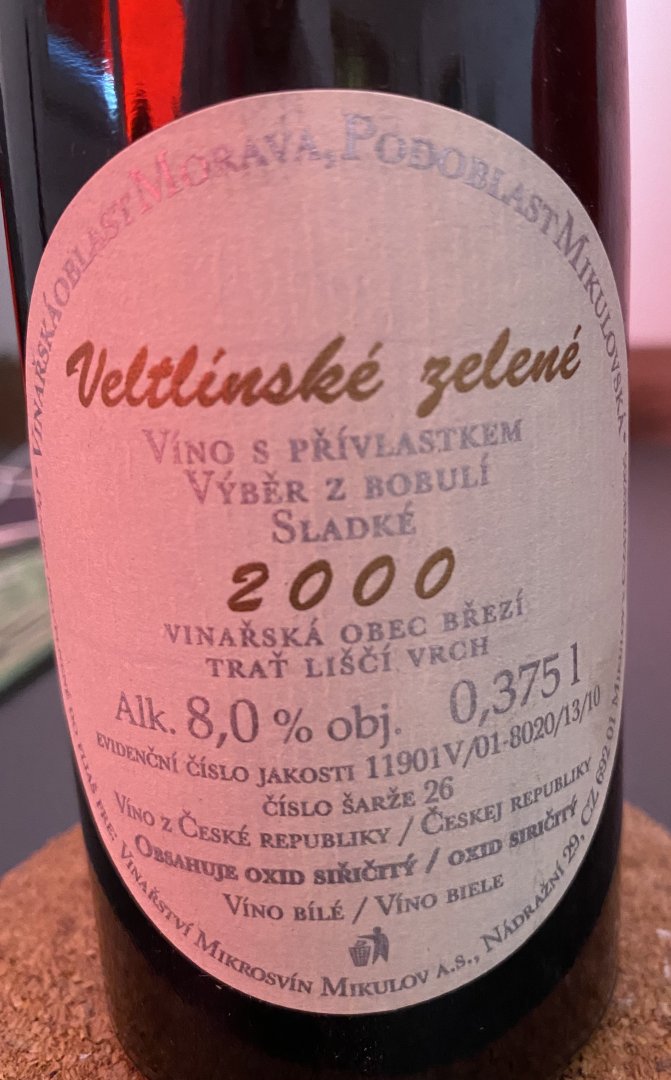 VINAŘSKÁ OBLAST MORAVA, PODOBLAST MIKULOVSKÁ •
Veltlínské zelené
VÍNO S PŘÍVLASTKEM
VÝBĚR Z BOBULÍ
SLADKÉ
2000
VINAŘSKÁ OBEC BŘEZÍ
TRAŤ LIŠČÍ VRCH
Alk. 8,0 % obj. 0,375 l
EVIDENČNÍ ČÍSLO JAKOSTI 11901V/01-8020/13/10
ČÍSLO ŠARŽE 26
VÍNO Z ČESKÉ REPUBLIKY / ČESKEJ REPUBLIKY
OBSAHUJE OXID SIŘIČITÝ / OXID SIRIČITÝ
VÍNO BÍLÉ / VÍNO BIELE
PRE: VINAŘSTVÍ MIKROSVÍN MIKULOV A.S., NÁDRAŽNÍ 29, CZ 692 01